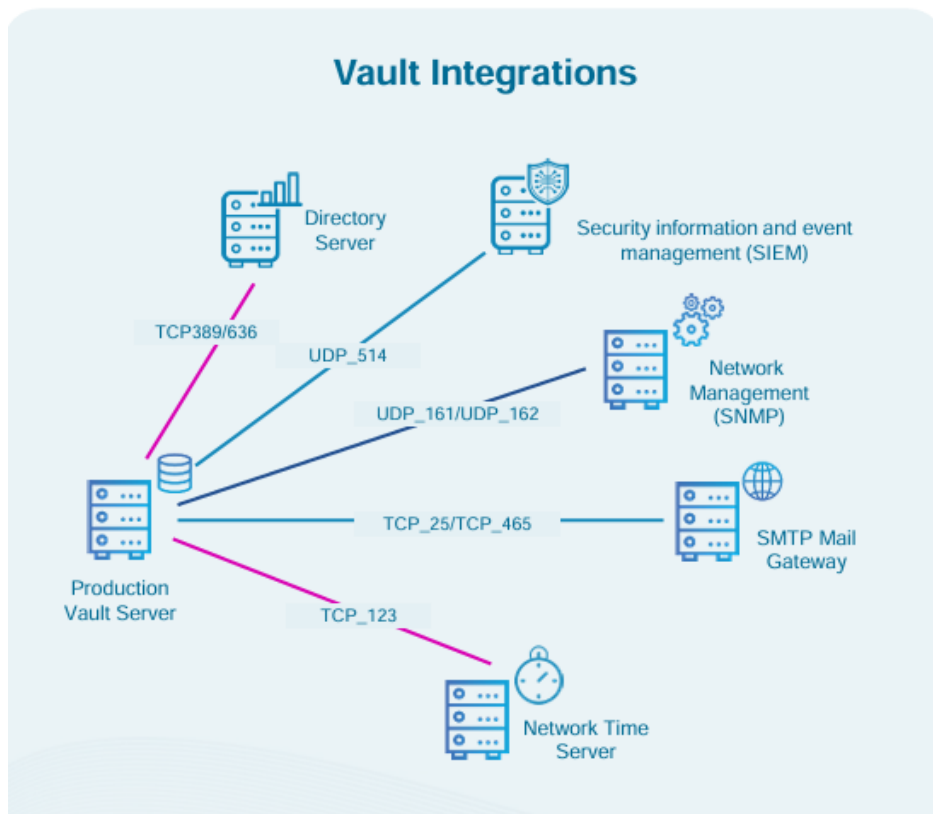 Vault Integrations
Directory
Server
Security information and event
management (SIEM)
TCP389/636
UDP_514
Network
Management
(SNMP)
UDP_161/UDP_162
TCP_25/TCP_465
SMTP Mail
Gateway
Production
Vault Server
TCP_123
Network Time
Server